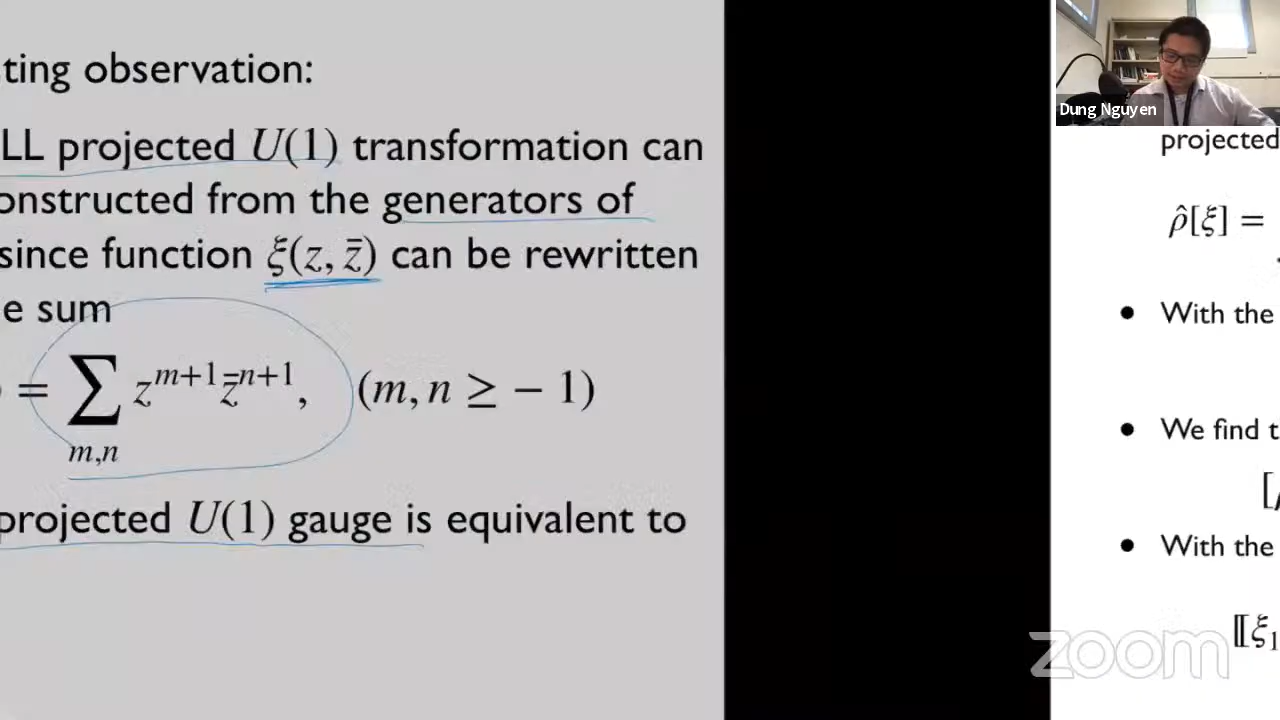 ting observation:
LL projected U(1) transformation can
onstructed from the generators of
since function ξ(z, z̄) can be rewritten
e sum
= ∑ z^{m+1} z̄^{n+1}, (m, n ≥ − 1)
m,n
projected U(1) gauge is equivalent to
Dung Nguyen
projected
ρ̂[ξ] =
• With the
• We find t
[
• With the
⟦ξ₁
zoom